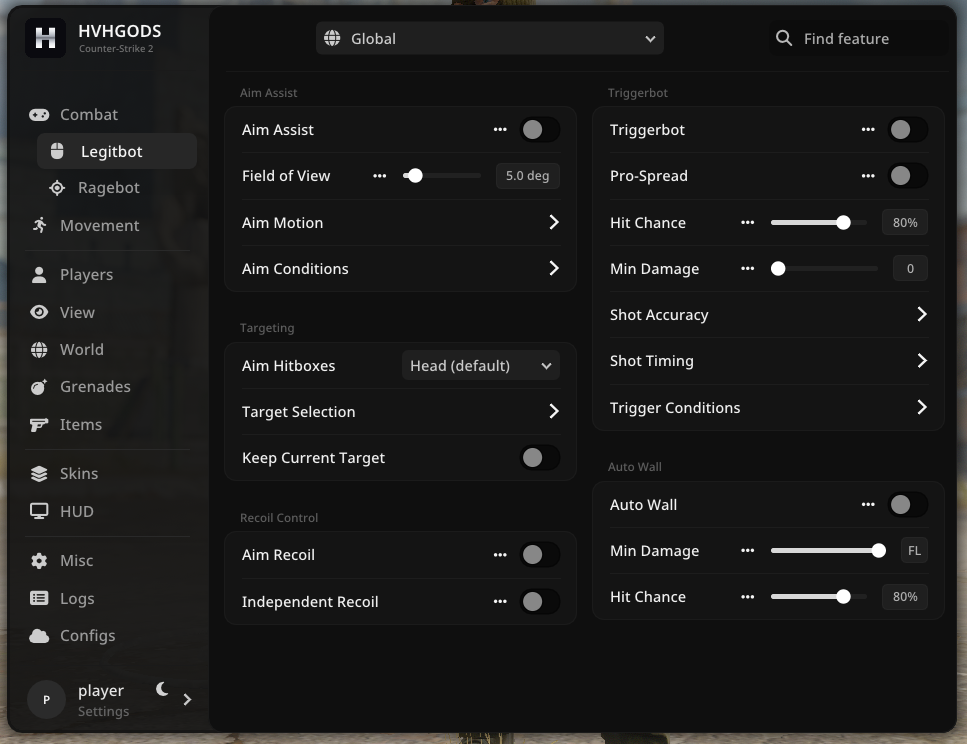 HVHGODS
Counter-Strike 2
Combat
Legitbot
Ragebot
Movement
Players
View
World
Grenades
Items
Skins
HUD
Misc
Logs
Configs
P
player
Settings
Global
Find feature
Aim Assist
Aim Assist
Field of View
5.0 deg
Aim Motion
Aim Conditions
Targeting
Aim Hitboxes
Head (default)
Target Selection
Keep Current Target
Recoil Control
Aim Recoil
Independent Recoil
Triggerbot
Triggerbot
Pro-Spread
Hit Chance
80%
Min Damage
0
Shot Accuracy
Shot Timing
Trigger Conditions
Auto Wall
Auto Wall
Min Damage
FL
Hit Chance
80%